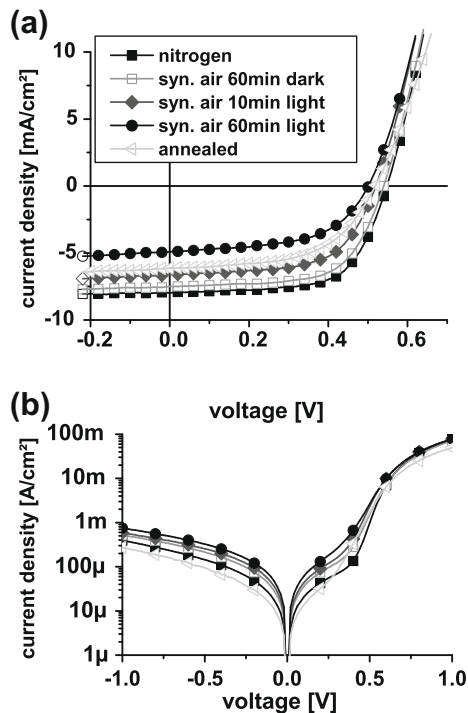 (a)
10
5
0
-5
-10
current density [mA/cm²]
nitrogen
syn. air 60min dark
syn. air 10min light
syn. air 60min light
annealed
-0.2 0.0 0.2 0.4 0.6
voltage [V]
(b)
100m
10m
1m
100µ
10µ
1µ
current density [A/cm²]
-1.0 -0.5 0.0 0.5 1.0
voltage [V]